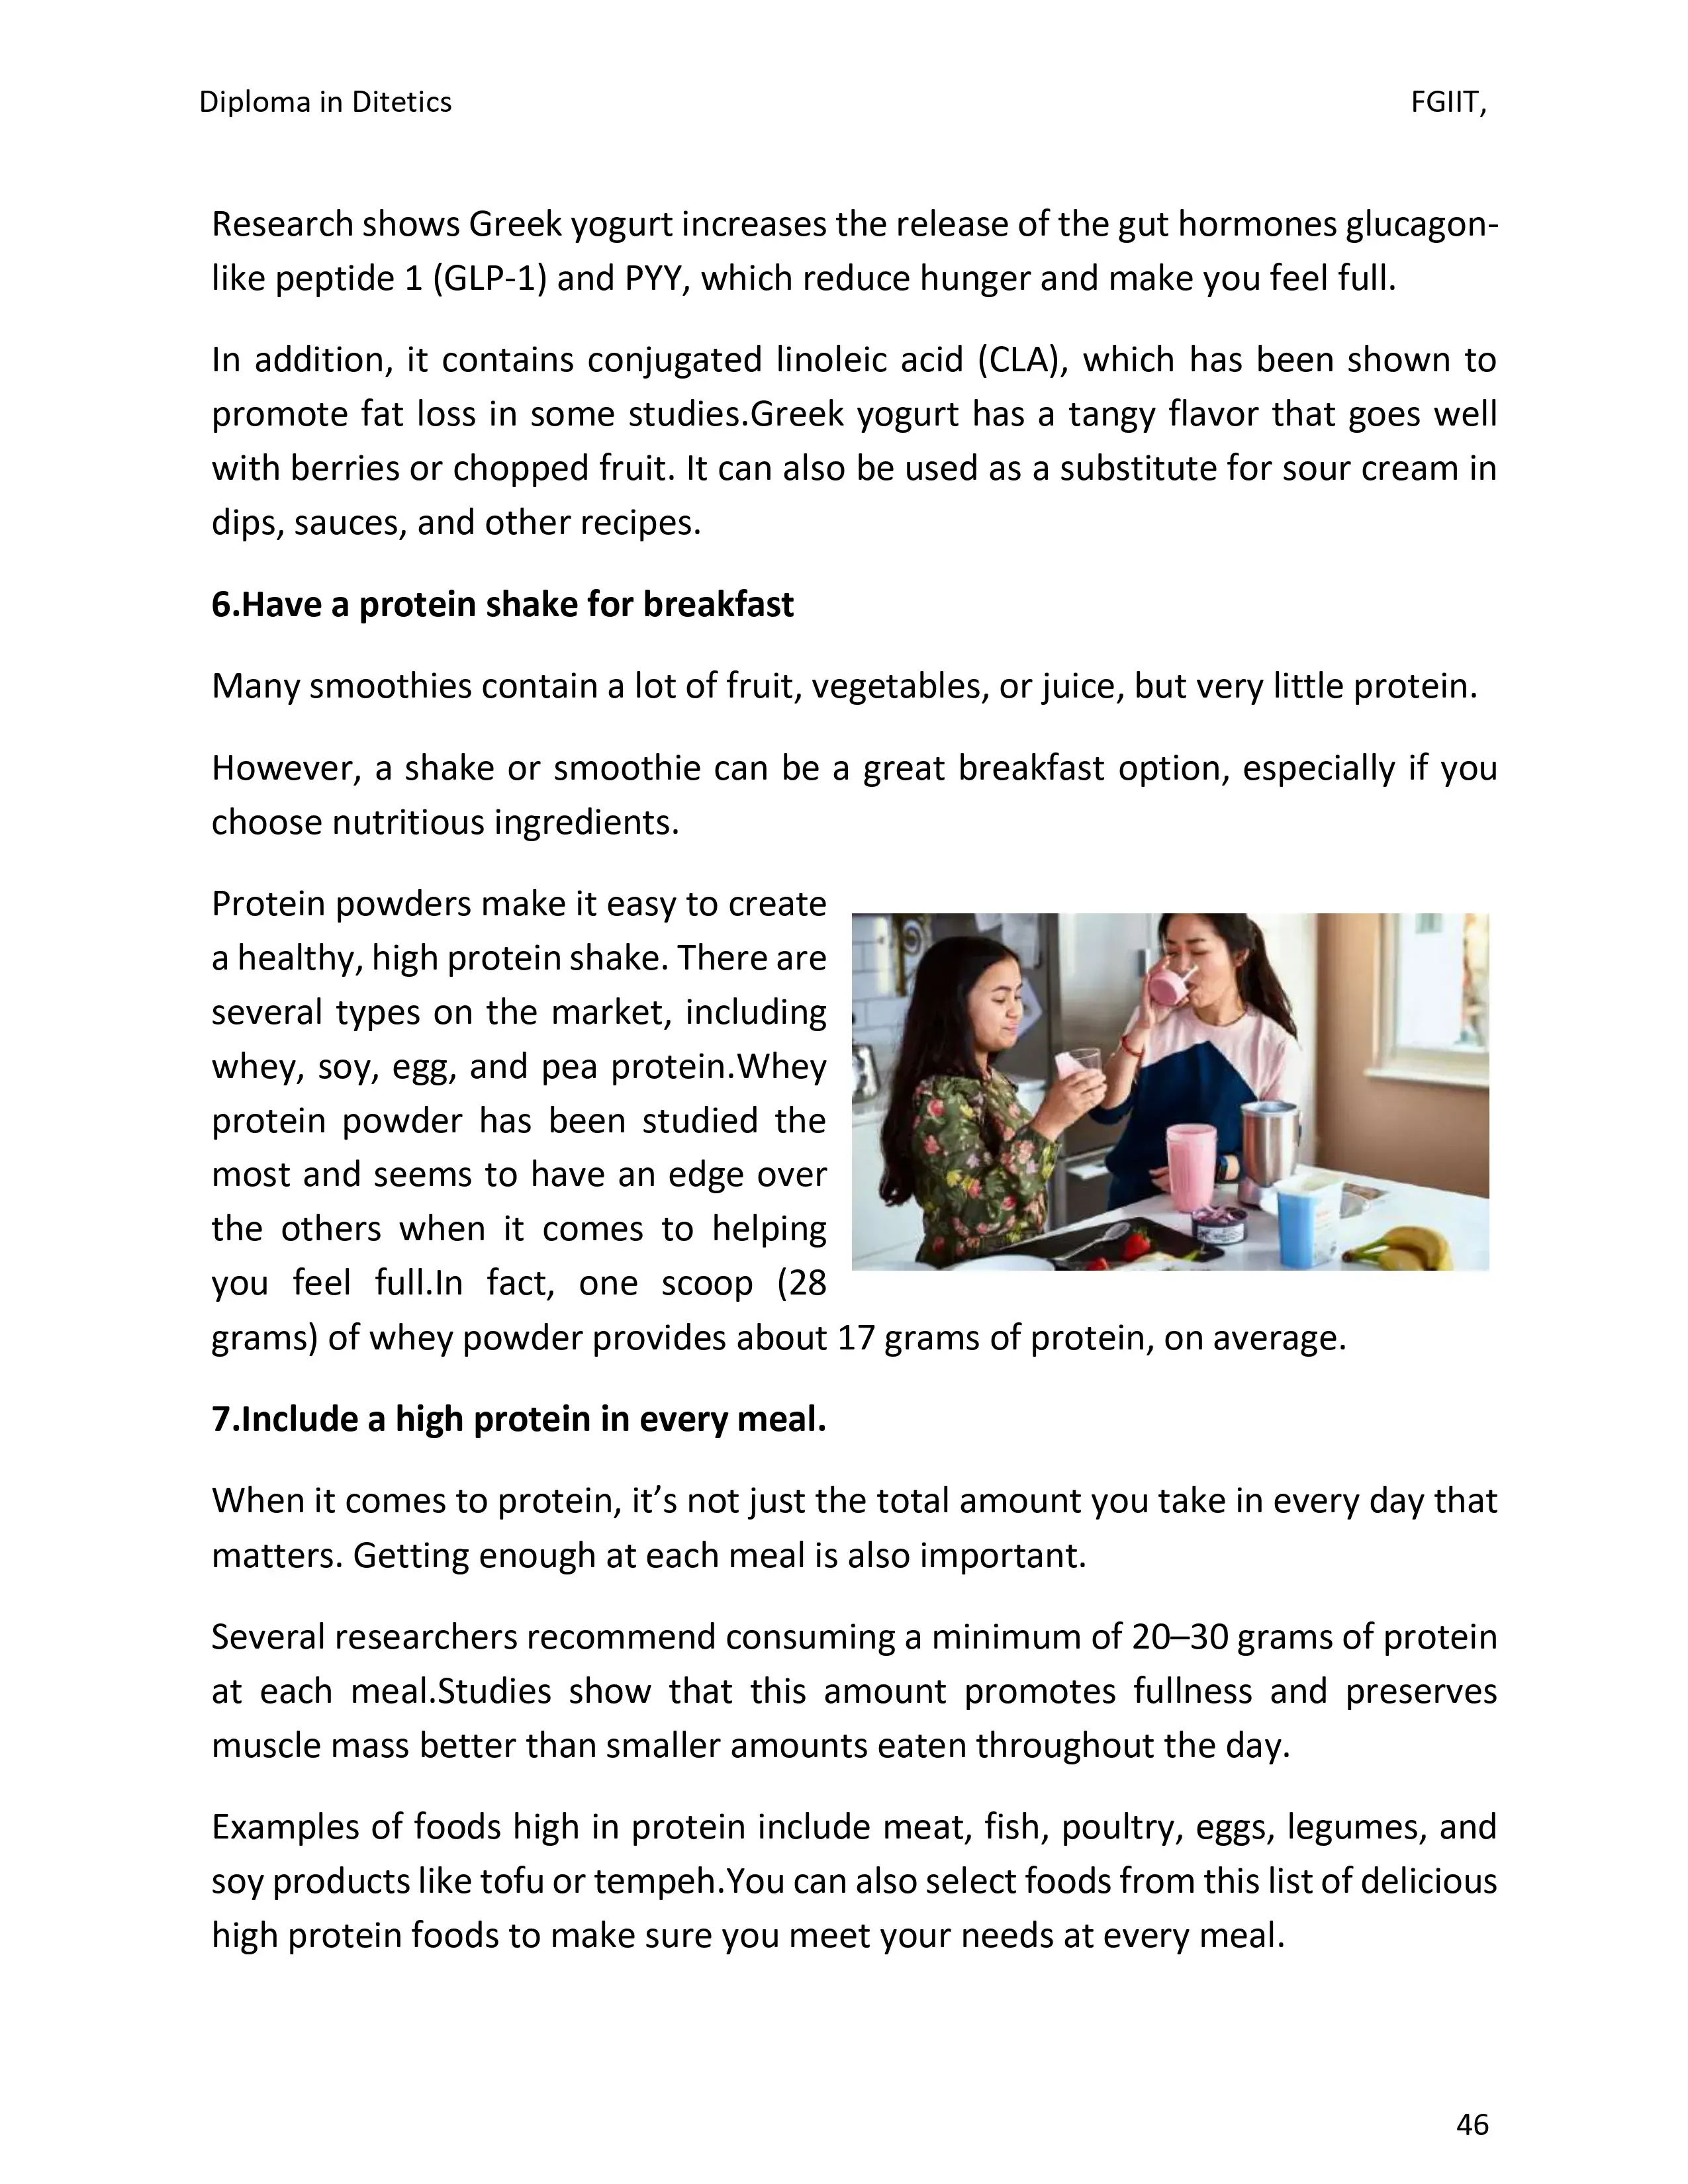 Diploma in Ditetics
FGIIT,
Research shows Greek yogurt increases the release of the gut hormones glucagon-
like peptide 1 (GLP-1) and PYY, which reduce hunger and make you feel full.
In addition, it contains conjugated linoleic acid (CLA), which has been shown to
promote fat loss in some studies.Greek yogurt has a tangy flavor that goes well
with berries or chopped fruit. It can also be used as a substitute for sour cream in
dips, sauces, and other recipes.
6.Have a protein shake for breakfast
Many smoothies contain a lot of fruit, vegetables, or juice, but very little protein.
However, a shake or smoothie can be a great breakfast option, especially if you
choose nutritious ingredients.
Protein powders make it easy to create
a healthy, high protein shake. There are
several types on the market, including
whey, soy, egg, and pea protein.Whey
protein powder has been studied the
most and seems to have an edge over
the others when it comes to helping
you feel full.In fact, one scoop (28
grams) of whey powder provides about 17 grams of protein, on average.
7.Include a high protein in every meal.
When it comes to protein, it’s not just the total amount you take in every day that
matters. Getting enough at each meal is also important.
Several researchers recommend consuming a minimum of 20–30 grams of protein
at each meal.Studies show that this amount promotes fullness and preserves
muscle mass better than smaller amounts eaten throughout the day.
Examples of foods high in protein include meat, fish, poultry, eggs, legumes, and
soy products like tofu or tempeh.You can also select foods from this list of delicious
high protein foods to make sure you meet your needs at every meal.
46